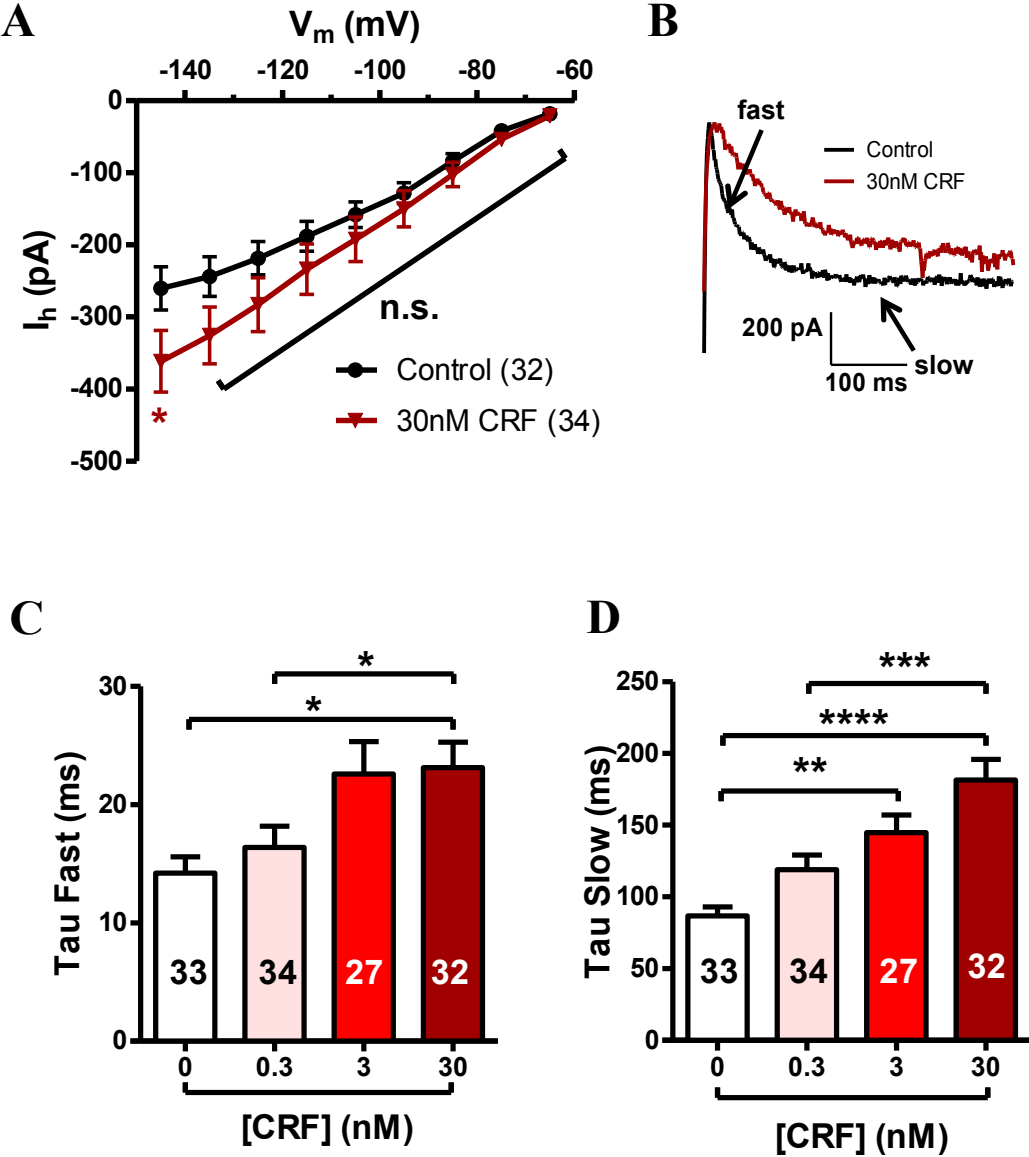 A
Vm (mV)
-140 -120 -100 -80 -60
0
-100
-200
-300
-400
-500
Ih (pA)
n.s.
Control (32)
30nM CRF (34)
*
B
fast
Control
30nM CRF
200 pA
100 ms
slow
C
*
*
30
20
10
0
Tau Fast (ms)
33 34 27 32
0 0.3 3 30
[CRF] (nM)
D
***
****
**
250
200
150
100
50
0
Tau Slow (ms)
33 34 27 32
0 0.3 3 30
[CRF] (nM)